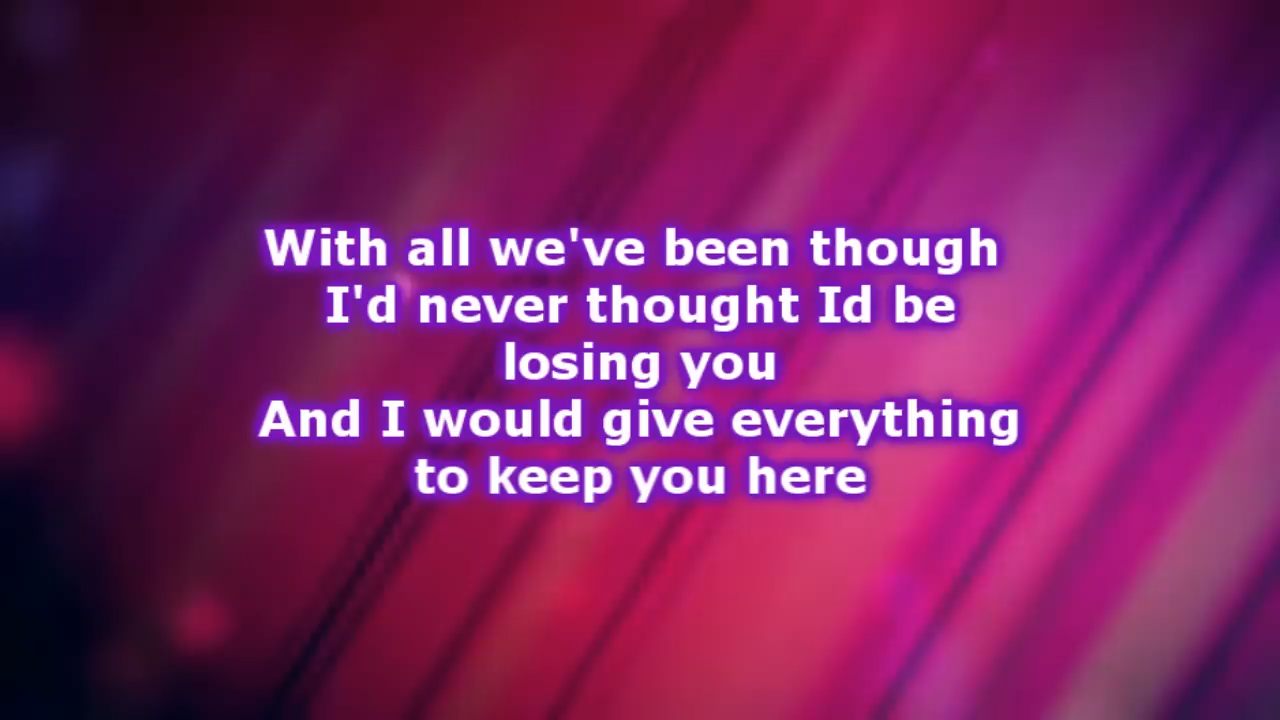 With all we've been though
I'd never thought Id be
losing you
And I would give everything
to keep you here